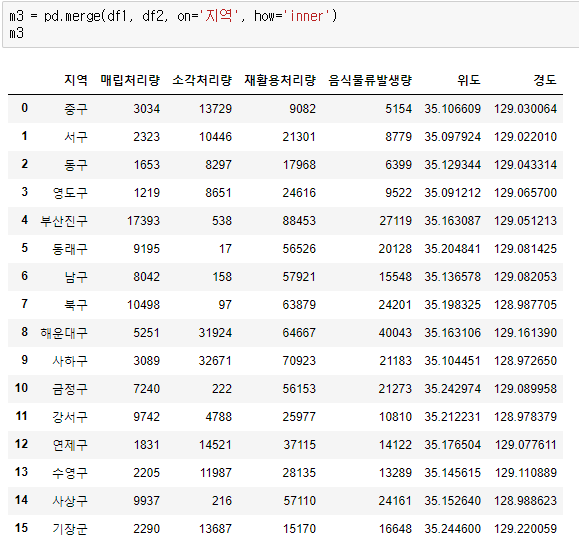 m3 = pd.merge(df1, df2, on='지역', how='inner')
m3
지역 매립처리량 소각처리량 재활용처리량 음식물류발생량 위도 경도
0 중구 3034 13729 9082 5154 35.106609 129.030064
1 서구 2323 10446 21301 8779 35.097924 129.022010
2 동구 1653 8297 17968 6399 35.129344 129.043314
3 영도구 1219 8651 24616 9522 35.091212 129.065700
4 부산진구 17393 538 88453 27119 35.163087 129.051213
5 동래구 9195 17 56526 20128 35.204841 129.081425
6 남구 8042 158 57921 15548 35.136578 129.082053
7 북구 10498 97 63879 24201 35.198325 128.987705
8 해운대구 5251 31924 64667 40043 35.163106 129.161390
9 사하구 3089 32671 70923 21183 35.104451 128.972650
10 금정구 7240 222 56153 21273 35.242974 129.089958
11 강서구 9742 4788 25977 10810 35.212231 128.978379
12 연제구 1831 14521 37115 14122 35.176504 129.077611
13 수영구 2205 11987 28135 13289 35.145615 129.110889
14 사상구 9937 216 57110 24161 35.152640 128.988623
15 기장군 2290 13687 15170 16648 35.244600 129.220059